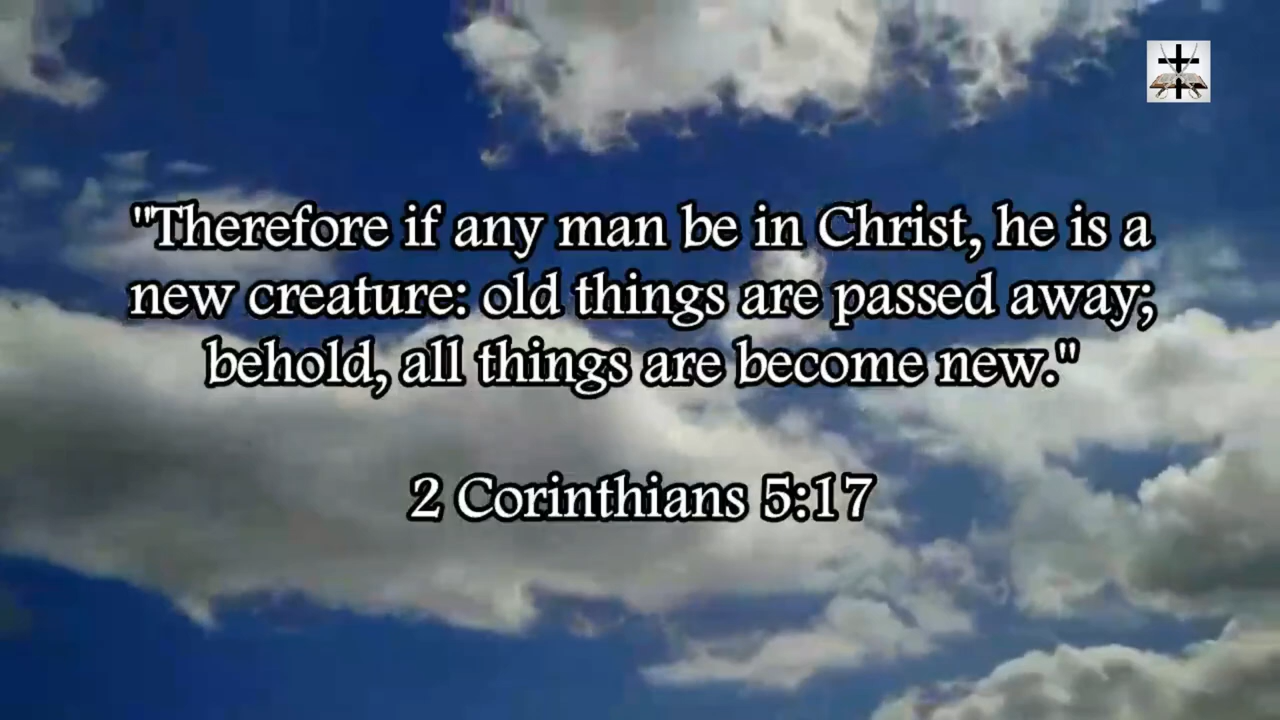 "Therefore if any man be in Christ, he is a
new creature: old things are passed away;
behold, all things are become new."
2 Corinthians 5:17